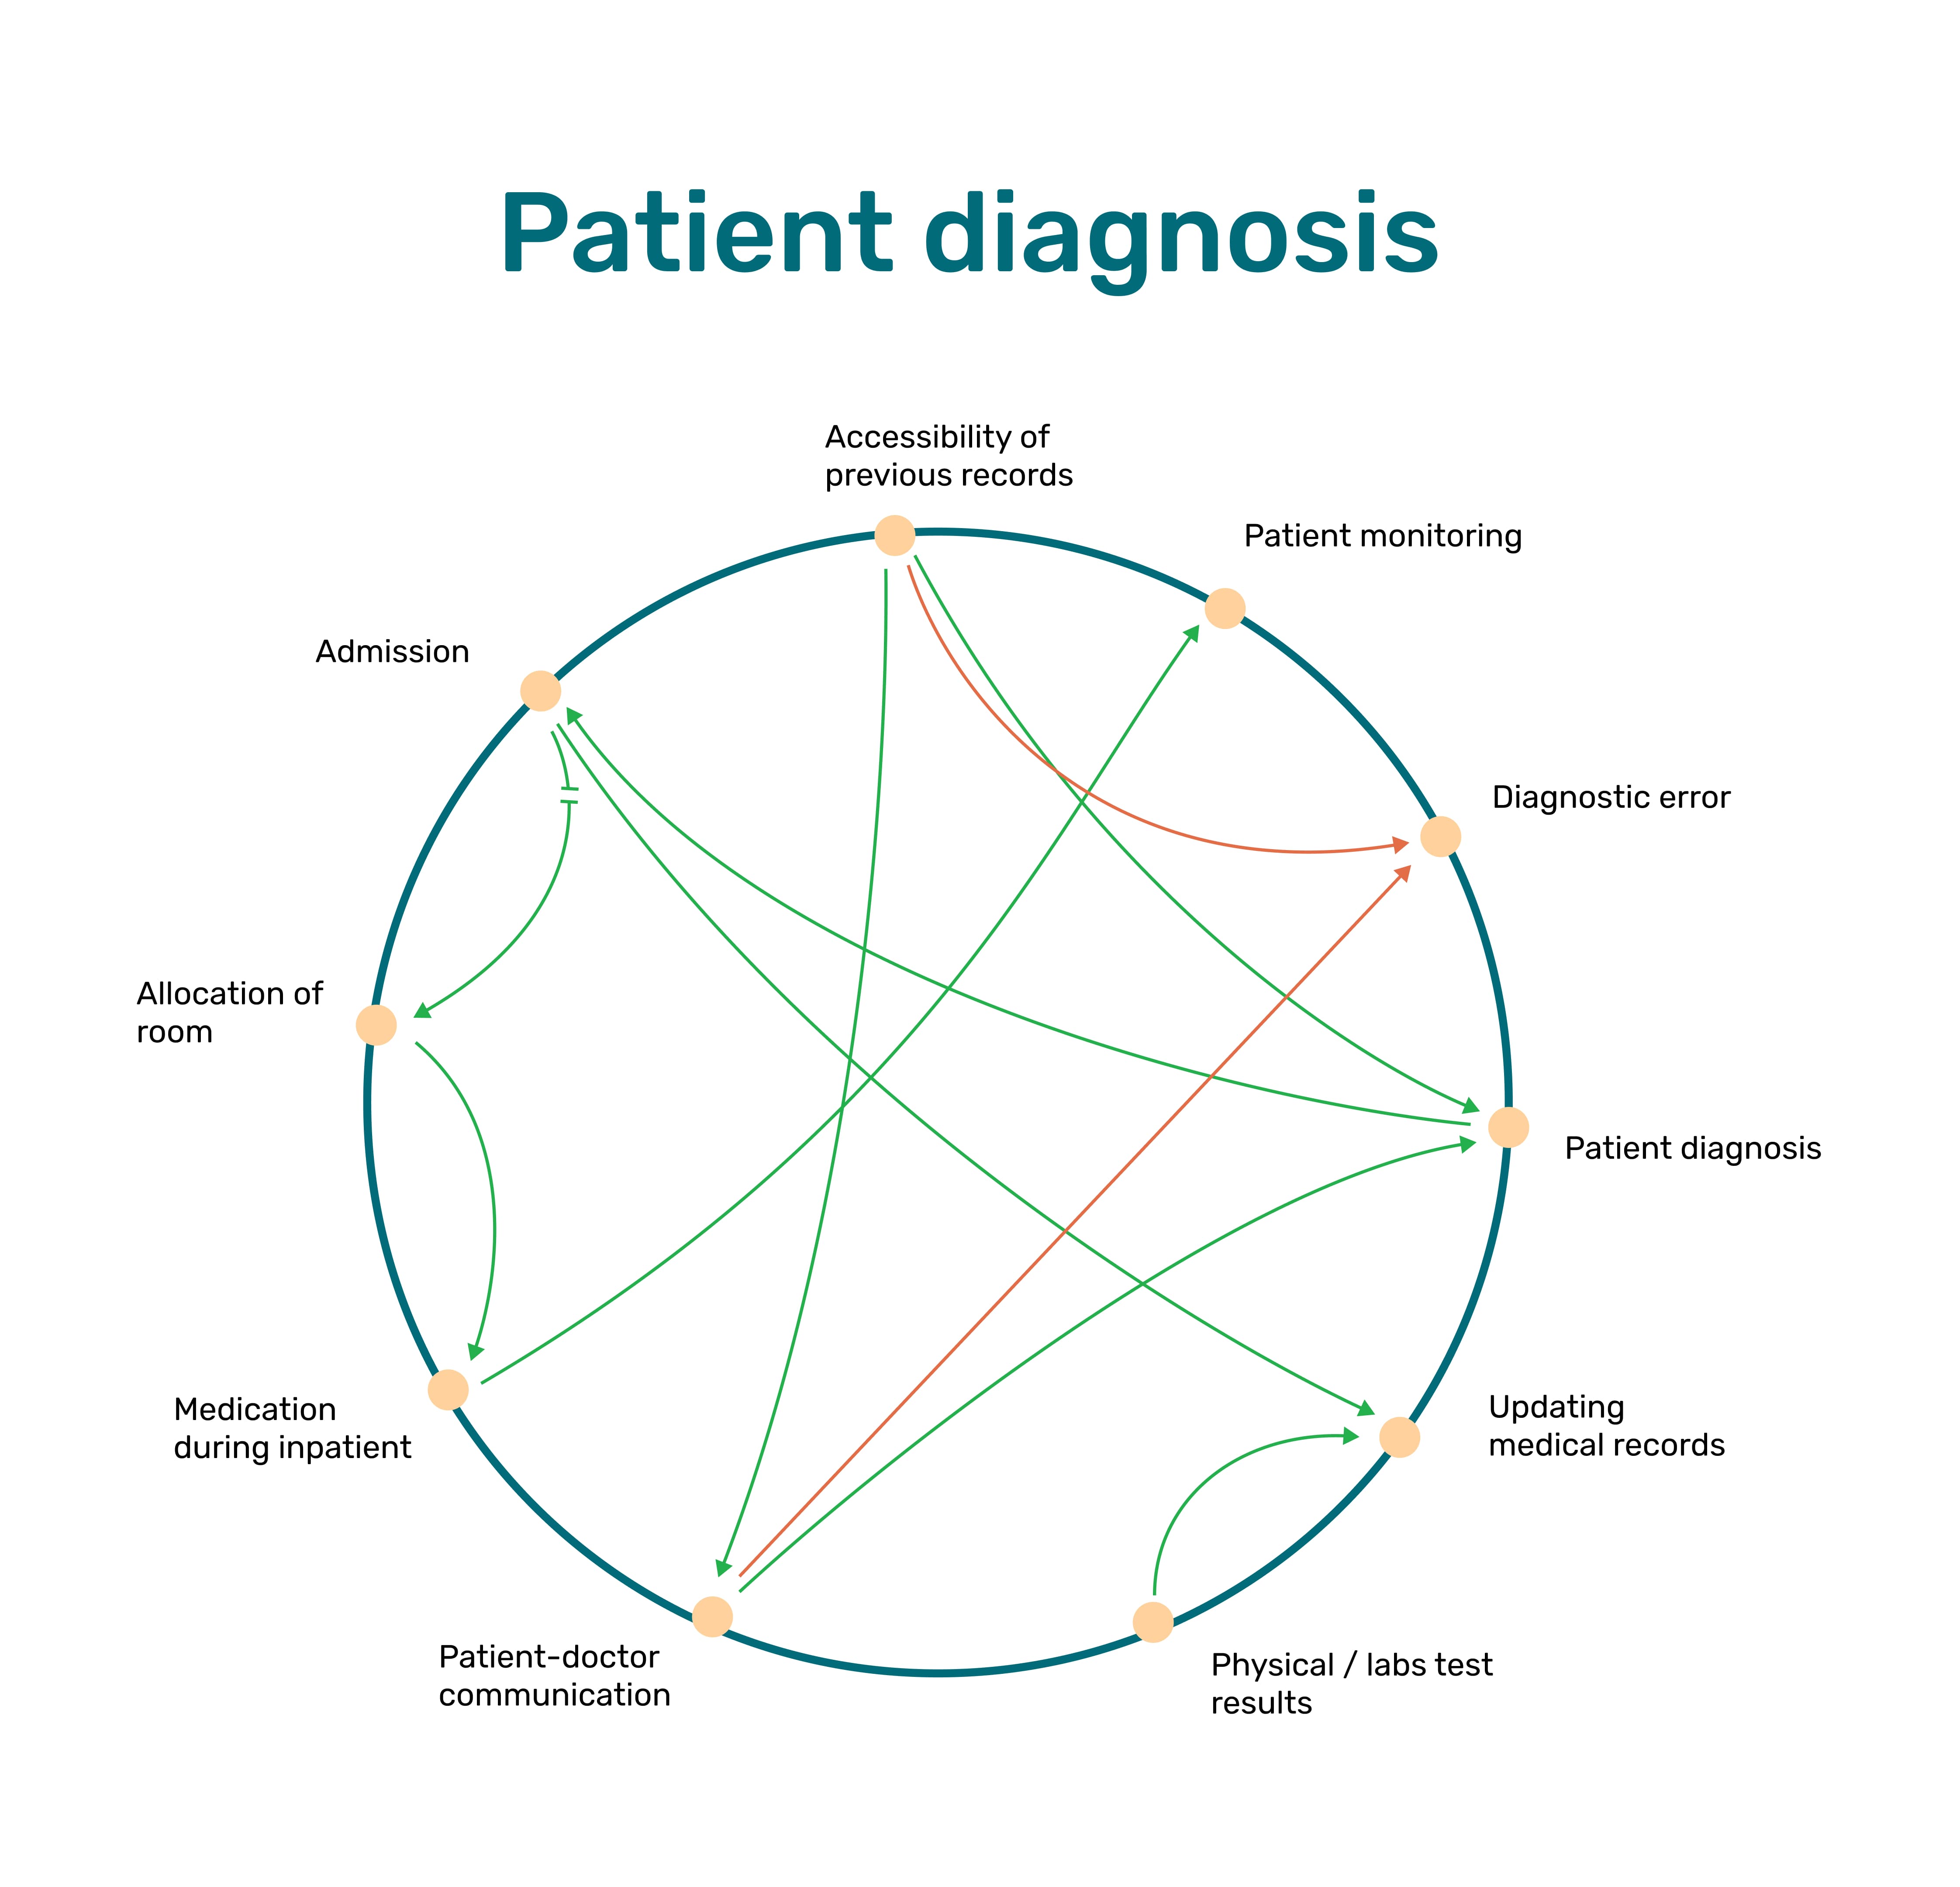 Patient diagnosis
Accessibility of
previous records
Patient monitoring
Admission
Diagnostic error
Allocation of
room
Patient diagnosis
Medication
during inpatient
Updating
medical records
Patient-doctor
communication
Physical / labs test
results